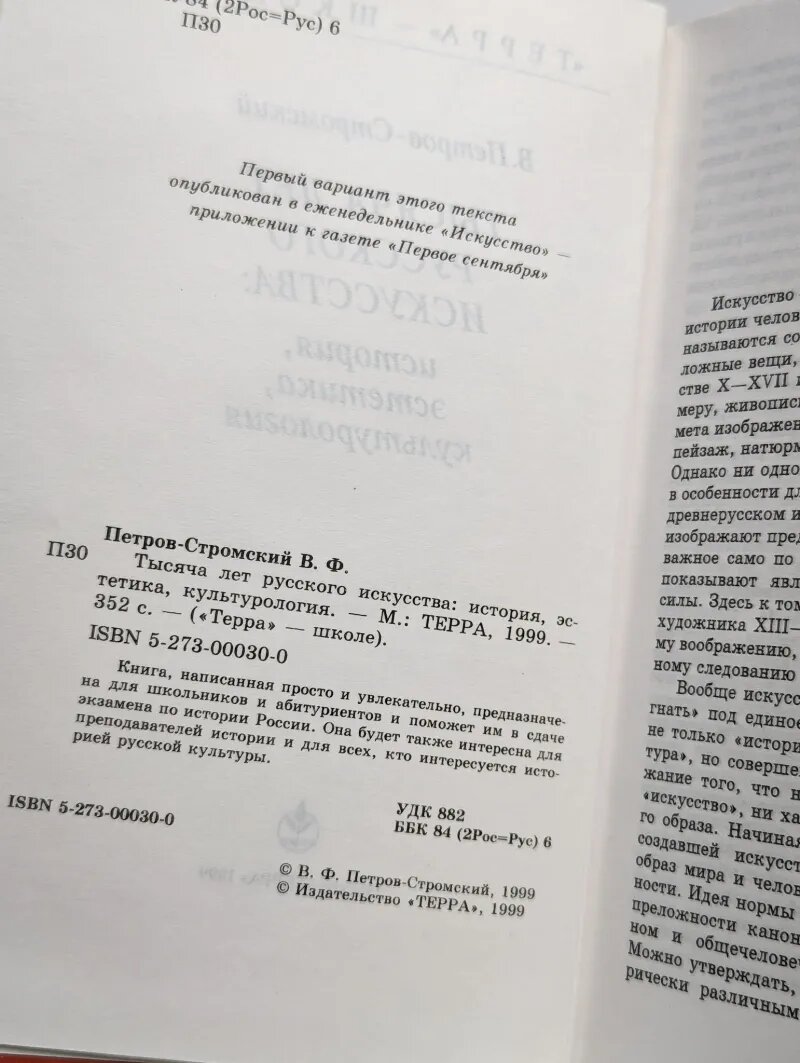 84 (2Рос=Рус) 6
П30
Первый вариант этого текста
опубликован в еженедельнике «Искусство» —
приложении к газете «Первое сентября»
Петров-Стромский В. Ф.
П30 Тысяча лет русского искусства: история, эс-
тетика, культурология. — М.: ТЕРРА, 1999. —
352 с. — («Терра» — школе).
ISBN 5-273-00030-0
Книга, написанная просто и увлекательно, предназначе-
на для школьников и абитуриентов и поможет им в сдаче
экзамена по истории России. Она будет также интересна для
преподавателей истории и для всех, кто интересуется исто-
рией русской культуры.
УДК 882
ISBN 5-273-00030-0 ББК 84 (2Рос=Рус) 6
© В. Ф. Петров-Стромский, 1999
© Издательство «ТЕРРА», 1999
Искусство
истории челов
называются со
ложные вещи,
стве X—XVII
меру, живопис
мета изображен
пейзаж, натюрм
Однако ни одно
в особенности дл
древнерусском и
изображают пред
важное само по
показывают явл
силы. Здесь к том
художника XIII—
му воображению,
ному следованию
Вообще искусс
гнать» под единое
не только «истори
тура», но соверше
жание того, что н
«искусство», ни ха
го образа. Начиная
создавшей искусст
образ мира и челов
ности. Идея нормы
преложности канон
ном и общечеловеч
Можно утверждать,
рически различным